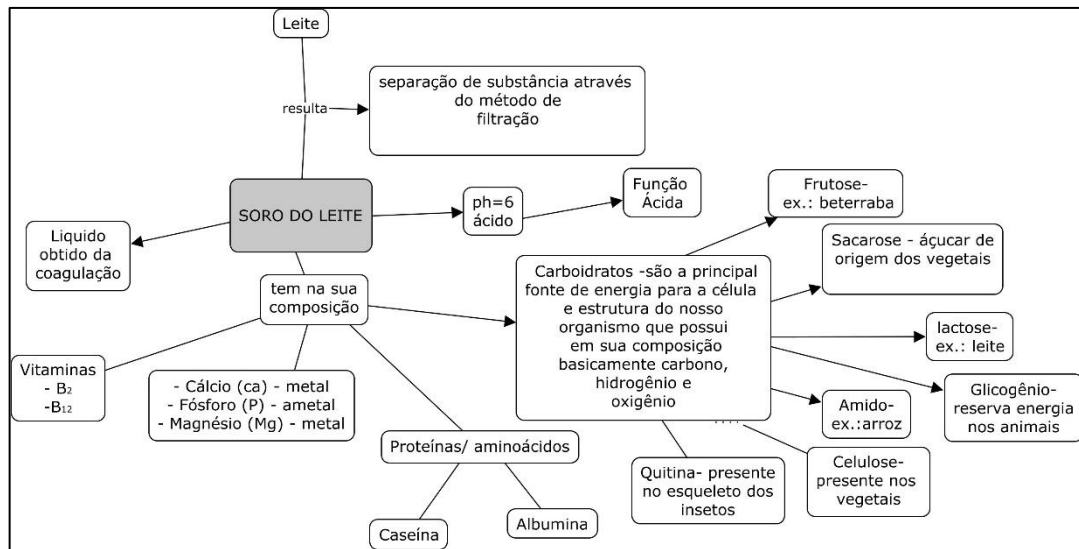 Leite
resulta
separação de substância através
do método de
filtração
SORO DO LEITE
ph=6
ácido
Função
Ácida
Liquido
obtido da
coagulação
tem na sua
composição
Vitaminas
- B₂
-B₁₂
- Cálcio (ca) - metal
- Fósforo (P) - ametal
- Magnésio (Mg) - metal
Proteínas/ aminoácidos
Caseína
Albumina
Carboidratos -são a principal
fonte de energia para a célula
e estrutura do nosso
organismo que possui
em sua composição
basicamente carbono,
hidrogênio e
oxigênio
Frutose-
ex.: beterraba
Sacarose - áçucar de
origem dos vegetais
lactose-
ex.: leite
Glicogênio-
reserva energia
nos animais
Amido-
ex.:arroz
Celulose-
presente nos
vegetais
Quitina- presente
no esqueleto dos
insetos